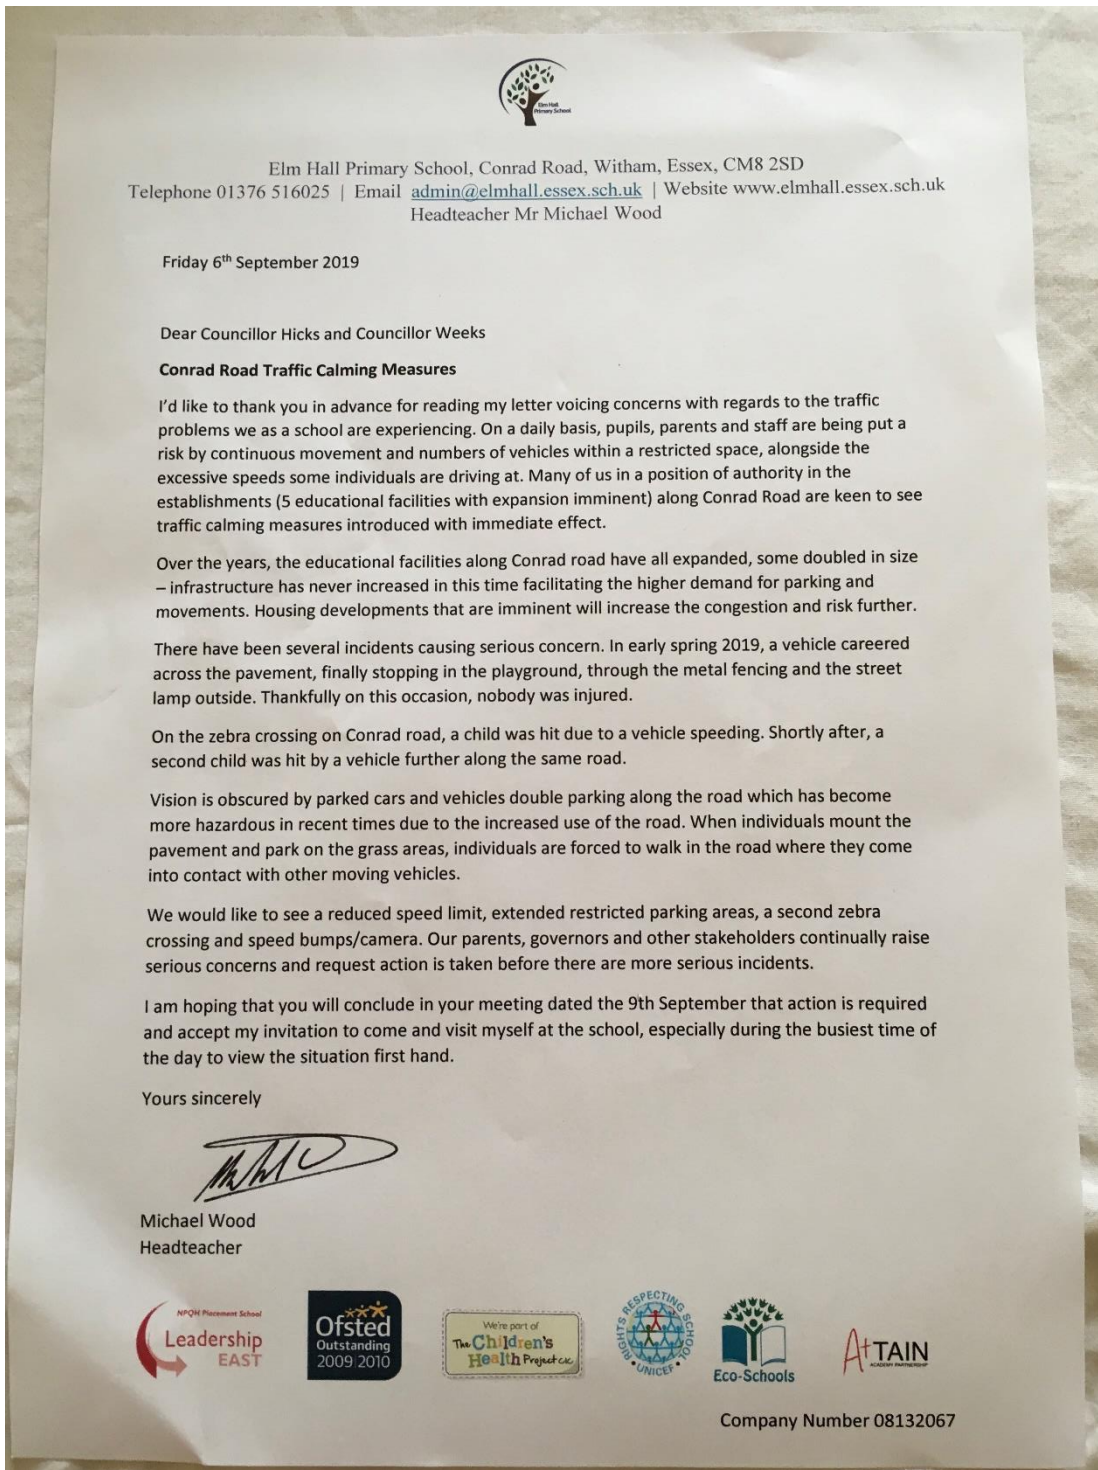 Elm Hall
Primary School
Elm Hall Primary School, Conrad Road, Witham, Essex, CM8 2SD
Telephone 01376 516025 | Email admin@elmhall.essex.sch.uk | Website www.elmhall.essex.sch.uk
Headteacher Mr Michael Wood
Friday 6th September 2019
Dear Councillor Hicks and Councillor Weeks
Conrad Road Traffic Calming Measures
I'd like to thank you in advance for reading my letter voicing concerns with regards to the traffic
problems we as a school are experiencing. On a daily basis, pupils, parents and staff are being put a
risk by continuous movement and numbers of vehicles within a restricted space, alongside the
excessive speeds some individuals are driving at. Many of us in a position of authority in the
establishments (5 educational facilities with expansion imminent) along Conrad Road are keen to see
traffic calming measures introduced with immediate effect.
Over the years, the educational facilities along Conrad road have all expanded, some doubled in size
– infrastructure has never increased in this time facilitating the higher demand for parking and
movements. Housing developments that are imminent will increase the congestion and risk further.
There have been several incidents causing serious concern. In early spring 2019, a vehicle careered
across the pavement, finally stopping in the playground, through the metal fencing and the street
lamp outside. Thankfully on this occasion, nobody was injured.
On the zebra crossing on Conrad road, a child was hit due to a vehicle speeding. Shortly after, a
second child was hit by a vehicle further along the same road.
Vision is obscured by parked cars and vehicles double parking along the road which has become
more hazardous in recent times due to the increased use of the road. When individuals mount the
pavement and park on the grass areas, individuals are forced to walk in the road where they come
into contact with other moving vehicles.
We would like to see a reduced speed limit, extended restricted parking areas, a second zebra
crossing and speed bumps/camera. Our parents, governors and other stakeholders continually raise
serious concerns and request action is taken before there are more serious incidents.
I am hoping that you will conclude in your meeting dated the 9th September that action is required
and accept my invitation to come and visit myself at the school, especially during the busiest time of
the day to view the situation first hand.
Yours sincerely
Michael Wood
Headteacher
NPQH Placement School
Leadership
EAST
Ofsted
Outstanding
2009 2010
We're part of
The Children's
Health Project CIC
RIGHTS RESPECTING SCHOOL
UNICEF
Eco-Schools
A+TAIN
ACADEMY PARTNERSHIP
Company Number 08132067